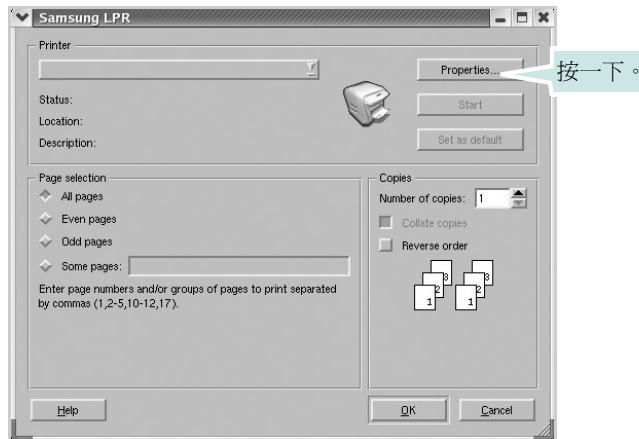 Samsung LPR
Printer
Properties...
按一下。
Status:
Start
Location:
Set as default
Description:
Page selection
All pages
Even pages
Odd pages
Some pages:
Enter page numbers and/or groups of pages to print separated
by commas (1,2-5,10-12,17).
Copies
Number of copies: 1
Collate copies
Reverse order
3 3
2 2
1 1
Help
OK
Cancel